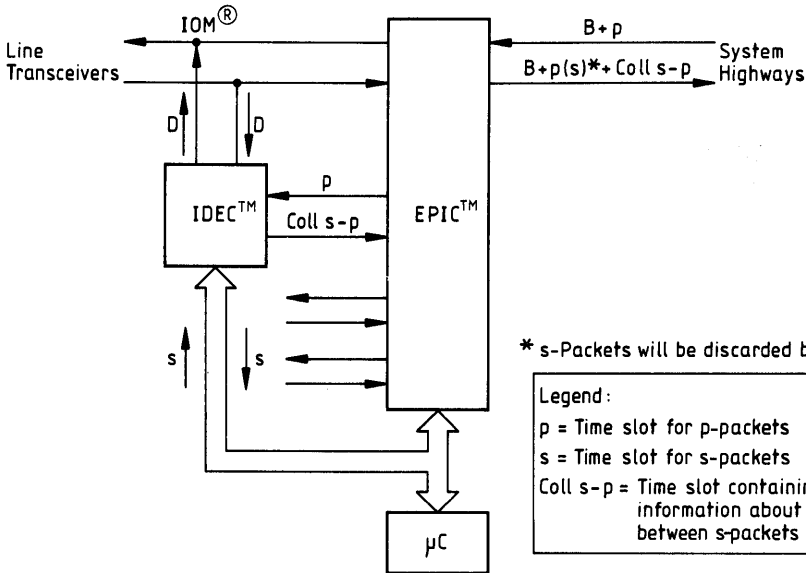 IOM®
Line
Transceivers
B+p
System
Highways
B+p(s)*+Coll s-p
D
D
IDEC™
p
Coll s-p
EPIC™
s
s
* s-Packets will be discarded b
Legend:
p = Time slot for p-packets
s = Time slot for s-packets
Coll s-p = Time slot containin
information about
between s-packets
µC